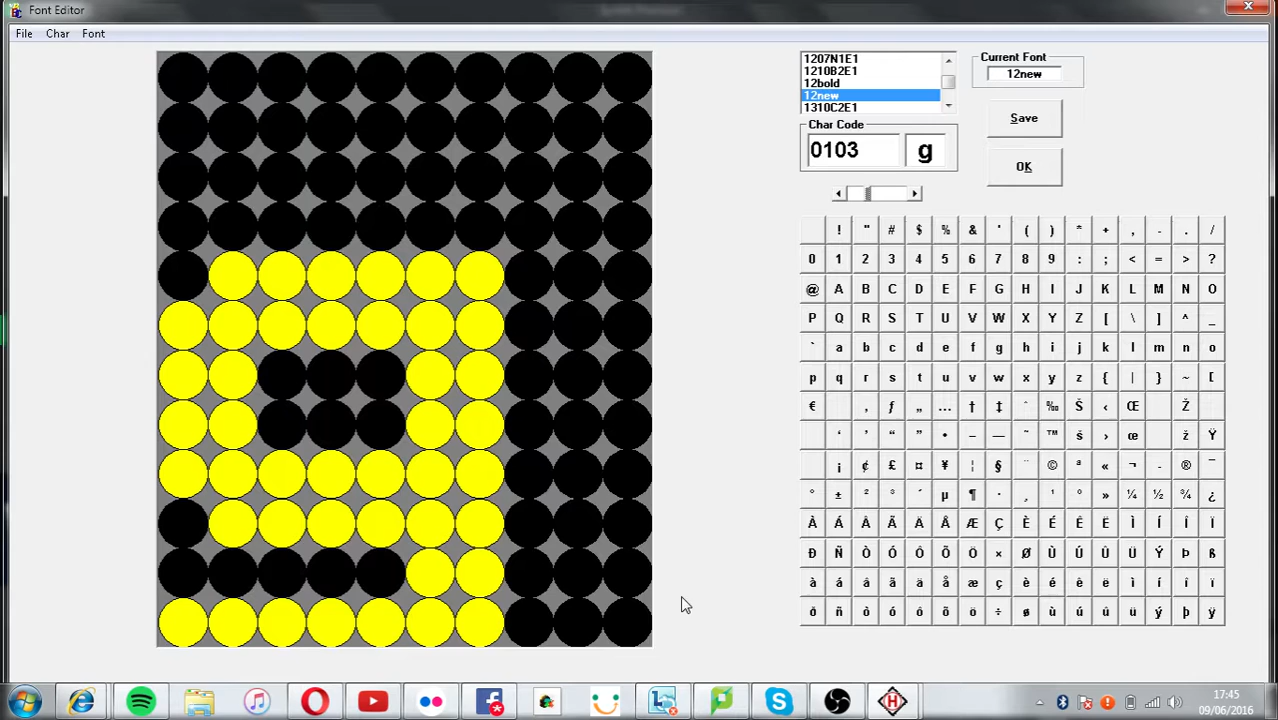 Font Editor
File Char Font
1207N1E1
1210B2E1
12bold
12new
1310C2E1
Current Font
12new
Save
Char Code
0103 g
OK
! " # $ % & ' ( ) * + , - . /
0 1 2 3 4 5 6 7 8 9 : ; < = > ?
@ A B C D E F G H I J K L M N O
P Q R S T U V W X Y Z [ \ ] ^ _
` a b c d e f g h i j k l m n o
p q r s t u v w x y z { | } ~ [
€ ‚ ƒ „ … † ‡ ˆ ‰ Š ‹ Œ Ž
‘ ’ “ ” • – — ˜ ™ š › œ ž Ÿ
¡ ¢ £ ¤ ¥ ¦ § ¨ © ª « ¬ - ® ¯
° ± ² ³ ´ µ ¶ · ¸ ¹ º » ¼ ½ ¾ ¿
À Á Â Ã Ä Å Æ Ç È É Ê Ë Ì Í Î Ï
Ð Ñ Ò Ó Ô Õ Ö × Ø Ù Ú Û Ü Ý Þ ß
à á â ã ä å æ ç è é ê ë ì í î ï
ð ñ ò ó ô õ ö ÷ ø ù ú û ü ý þ ÿ
17:45
09/06/2016